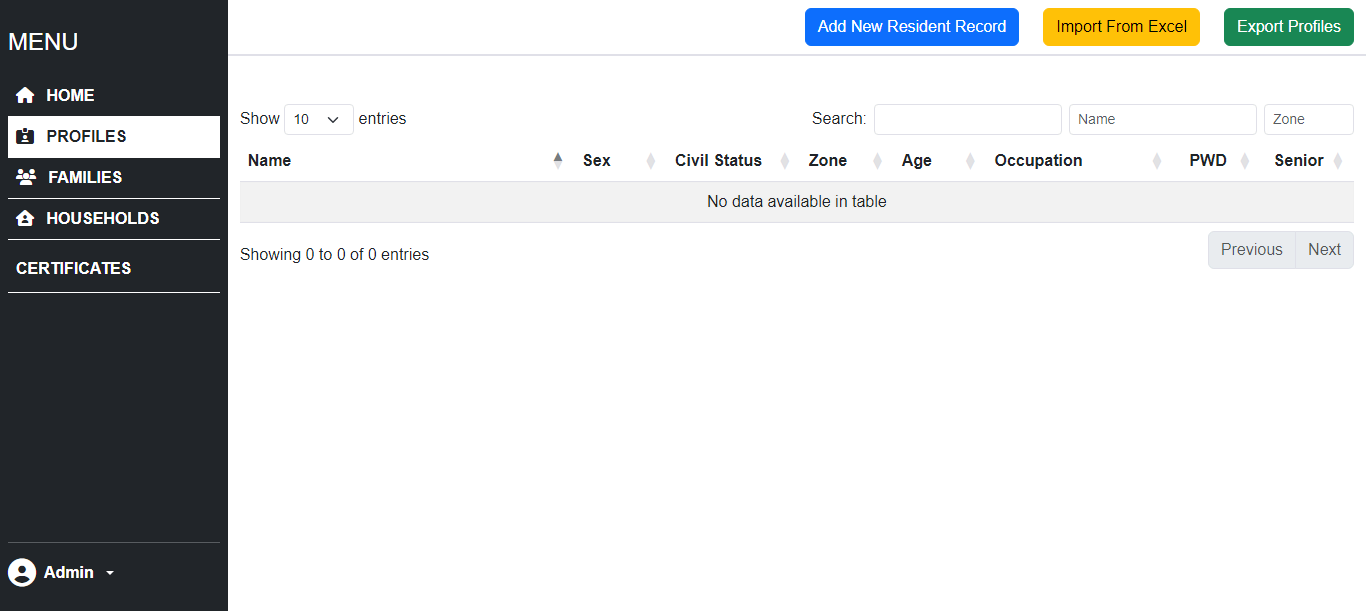 MENU
HOME
PROFILES
FAMILIES
HOUSEHOLDS
CERTIFICATES
Admin
Add New Resident Record Import From Excel Export Profiles
Show 10 entries Search: Name Zone
Name Sex Civil Status Zone Age Occupation PWD Senior
No data available in table
Showing 0 to 0 of 0 entries Previous Next